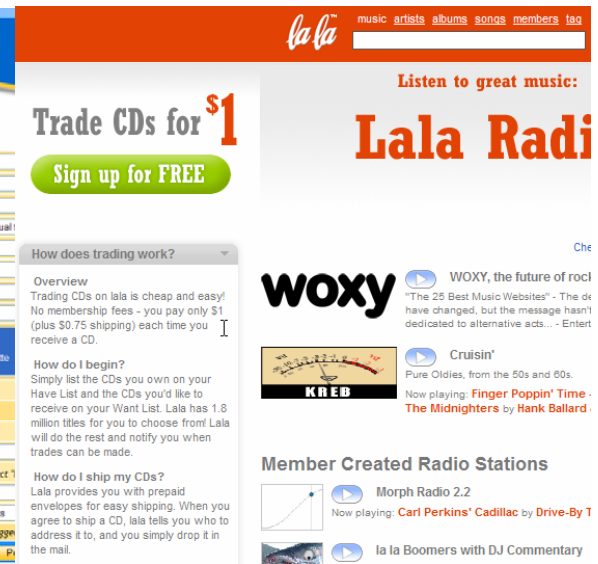 la la™
music artists albums songs members tag
Listen to great music:
Trade CDs for $1
Lala Radi
Sign up for FREE
How does trading work?
Overview
Trading CDs on lala is cheap and easy!
No membership fees - you pay only $1
(plus $0.75 shipping) each time you
receive a CD.
How do I begin?
Simply list the CDs you own on your
Have List and the CDs you'd like to
receive on your Want List. Lala has 1.8
million titles for you to choose from! Lala
will do the rest and notify you when
trades can be made.
How do I ship my CDs?
Lala provides you with prepaid
envelopes for easy shipping. When you
agree to ship a CD, lala tells you who to
address it to, and you simply drop it in
the mail.
Che
woxy
WOXY, the future of rock
"The 25 Best Music Websites" - The de
have changed, but the message hasn't
dedicated to alternative acts... - Entert
KREB
Cruisin'
Pure Oldies, from the 50s and 60s.
Now playing: Finger Poppin' Time -
The Midnighters by Hank Ballard
Member Created Radio Stations
Morph Radio 2.2
Now playing: Carl Perkins' Cadillac by Drive-By T
la la Boomers with DJ Commentary